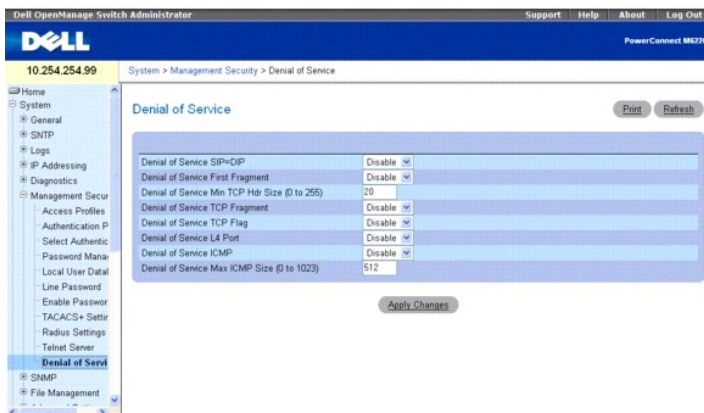 Dell OpenManage Switch Administrator Support Help About Log Out
DELL
PowerConnect M622
10.254.254.99
System > Management Security > Denial of Service
Home
System
General
SNTP
Logs
IP Addressing
Diagnostics
Management Secur
Access Profiles
Authentication P
Select Authentic
Password Mana
Local User Datal
Line Password
Enable Passwor
TACACS+ Settir
Radius Settings
Telnet Server
Denial of Servi
SNMP
File Management
Denial of Service
Print Refresh
Denial of Service SIP=DIP Disable
Denial of Service First Fragment Disable
Denial of Service Min TCP Hdr Size (0 to 255) 20
Denial of Service TCP Fragment Disable
Denial of Service TCP Flag Disable
Denial of Service L4 Port Disable
Denial of Service ICMP Disable
Denial of Service Max ICMP Size (0 to 1023) 512
Apply Changes